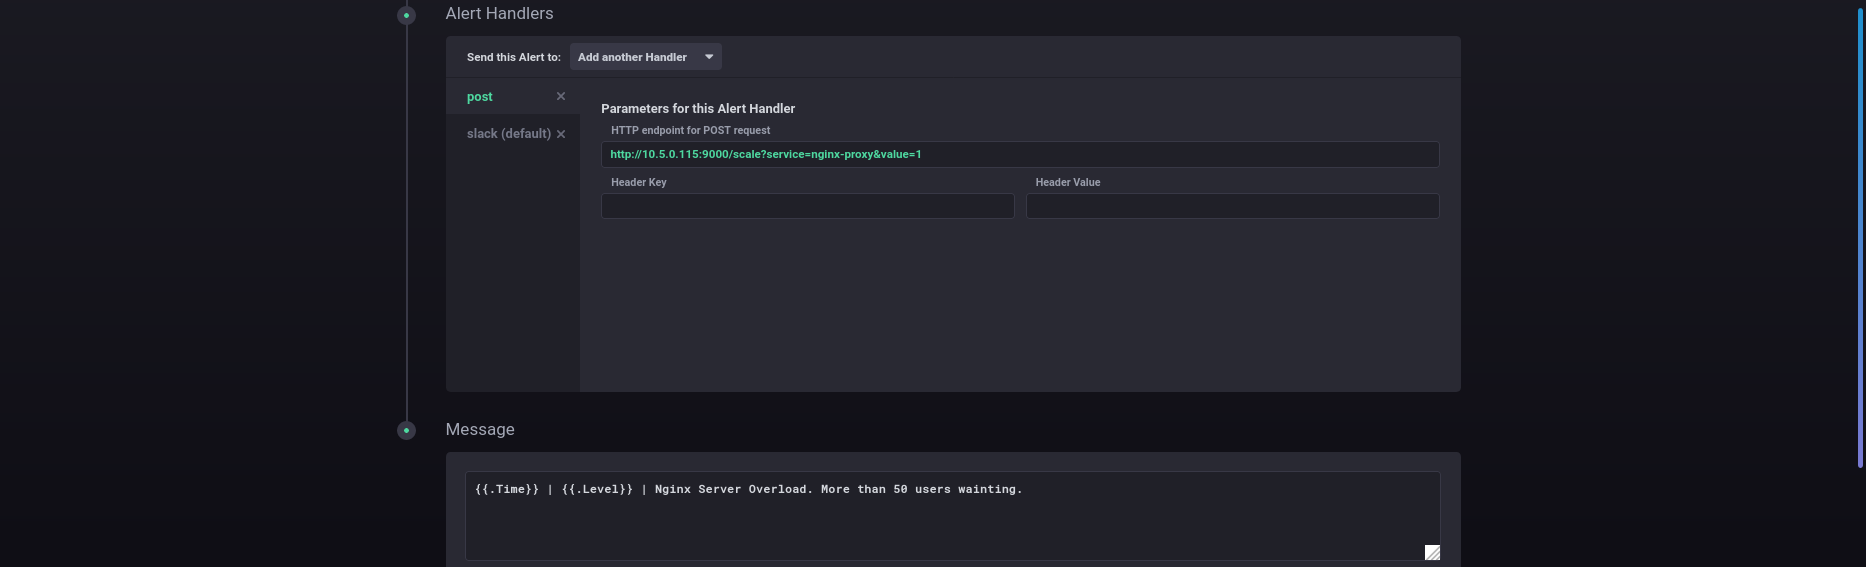 Alert Handlers
Send this Alert to: Add another Handler
post
slack (default)
Parameters for this Alert Handler
HTTP endpoint for POST request
http://10.5.0.115:9000/scale?service=nginx-proxy&value=1
Header Key Header Value
Message
{{.Time}} | {{.Level}} | Nginx Server Overload. More than 50 users wainting.